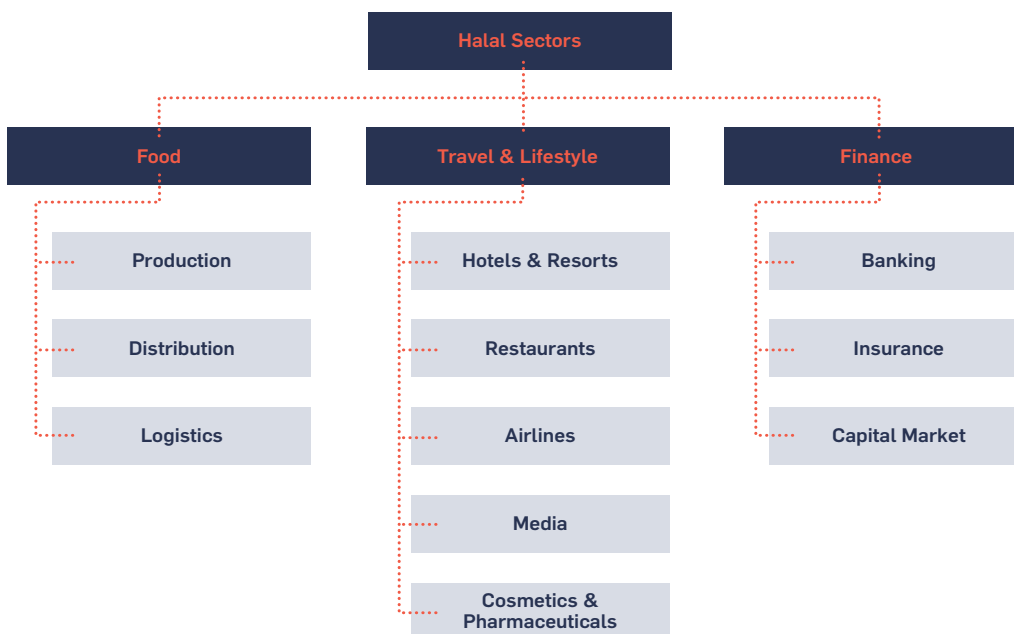 Halal Sectors
Food
Travel & Lifestyle
Finance
Production
Hotels & Resorts
Banking
Distribution
Restaurants
Insurance
Logistics
Airlines
Capital Market
Media
Cosmetics &
Pharmaceuticals